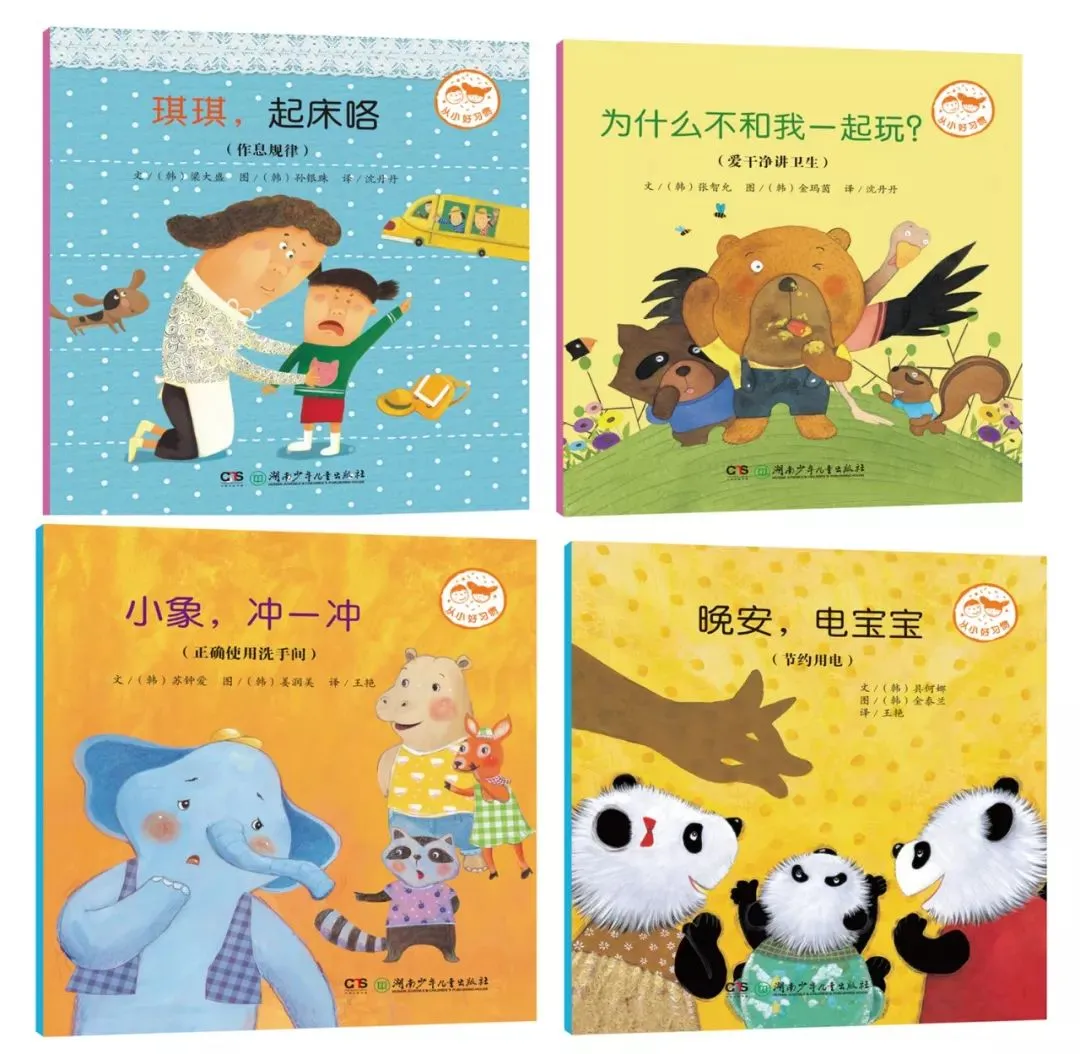 琪琪，起床咯
从小好习惯
（作息规律）
文/（韩）梁大盛 图/（韩）孙银珠 译/沈丹丹
湖南少年儿童出版社
为什么不和我一起玩？
从小好习惯
（爱干净讲卫生）
文/（韩）张智允 图/（韩）金玛茵 译/沈丹丹
湖南少年儿童出版社
小象，冲一冲
从小好习惯
（正确使用洗手间）
文/（韩）苏钟爱 图/（韩）姜润美 译/王艳
湖南少年儿童出版社
HUNAN JUVENILE & CHILDREN'S PUBLISHING HOUSE
晚安，电宝宝
从小好习惯
（节约用电）
文/（韩）具何娜
图/（韩）金泰兰
译/王艳
湖南少年儿童出版社